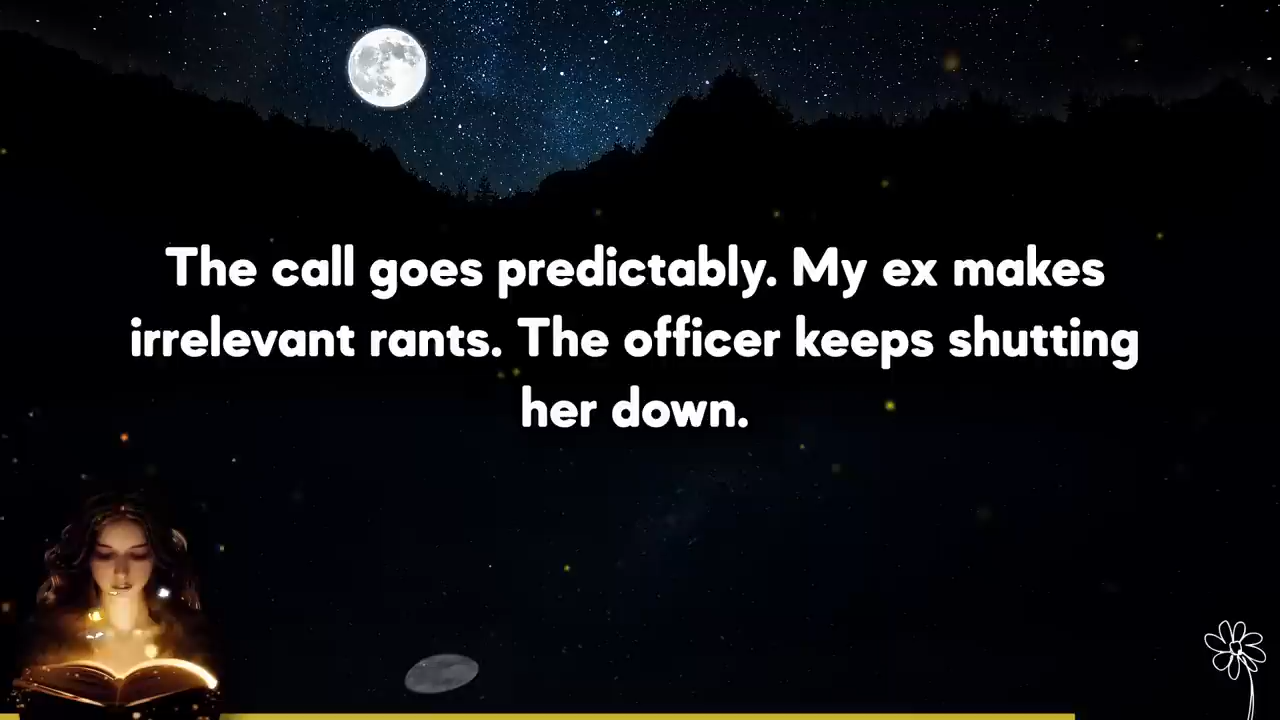 The call goes predictably. My ex makes
irrelevant rants. The officer keeps shutting
her down.